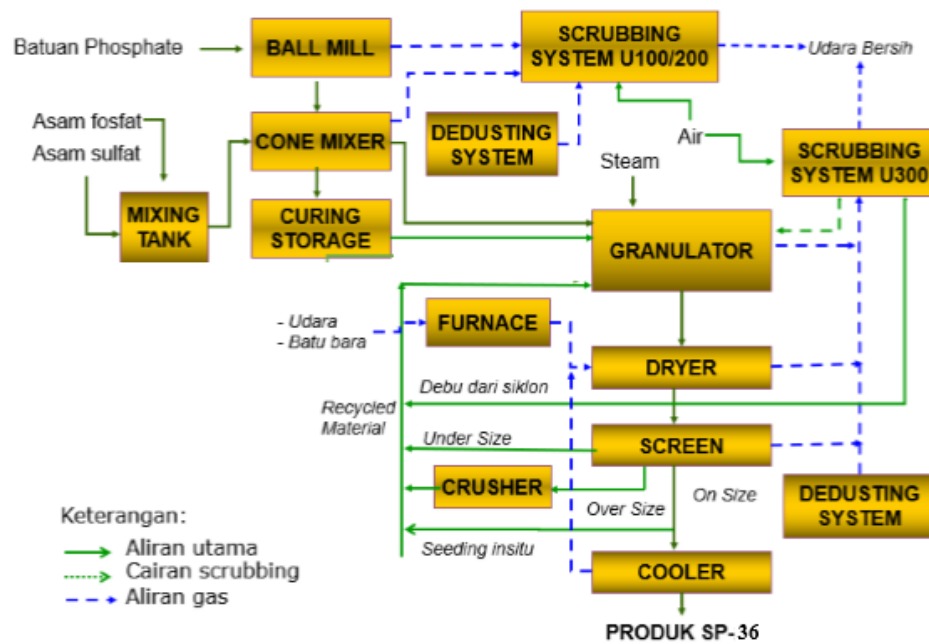 Batuan Phosphate
BALL MILL
SCRUBBING
SYSTEM U100/200
Udara Bersih
Asam fosfat
Asam sulfat
CONE MIXER
DEDUSTING
SYSTEM
Air
Steam
SCRUBBING
SYSTEM U300
MIXING
TANK
CURING
STORAGE
GRANULATOR
- Udara
- Batu bara
FURNACE
DRYER
Debu dari siklon
Recycled
Material
Under Size
SCREEN
CRUSHER
Over Size
On Size
DEDUSTING
SYSTEM
Seeding insitu
COOLER
PRODUK SP-36
Keterangan:
Aliran utama
Cairan scrubbing
Aliran gas